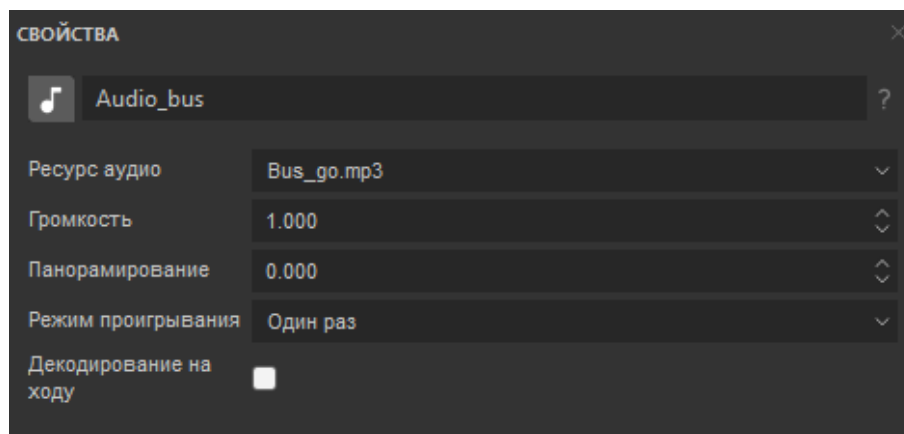 СВОЙСТВА
Audio_bus
?
Ресурс аудио Bus_go.mp3
Громкость 1.000
Панорамирование 0.000
Режим проигрывания Один раз
Декодирование на
ходу